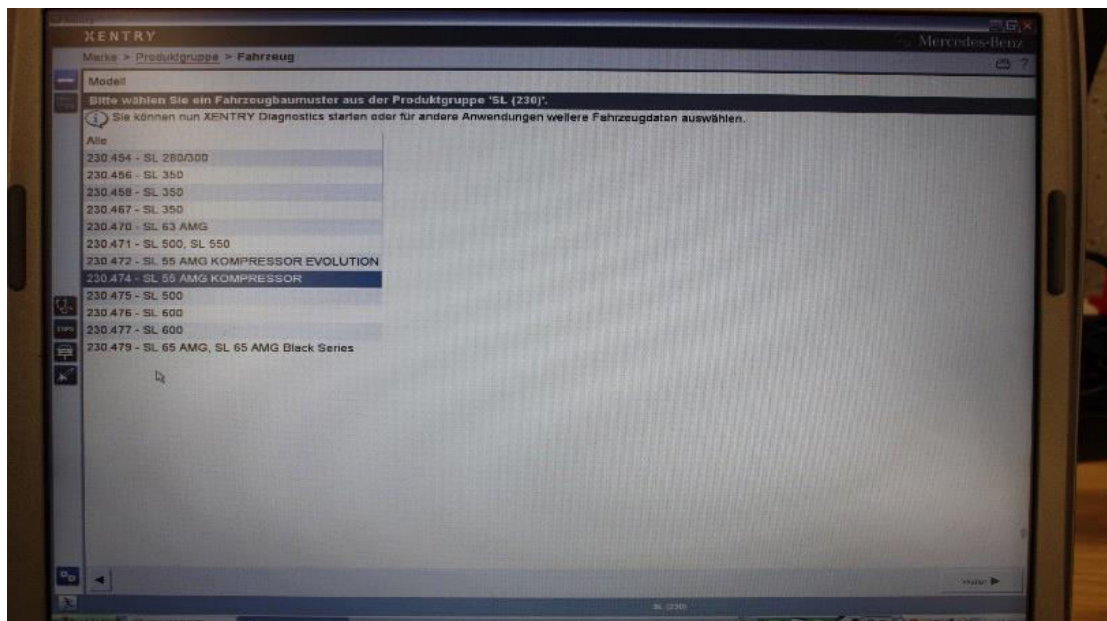 XENTRY
Mercedes-Benz
Marke > Produktgruppe > Fahrzeug
?
Modell
Bitte wählen Sie ein Fahrzeugbaumuster aus der Produktgruppe 'SL (230)'.
Sie können nun XENTRY Diagnostics starten oder für andere Anwendungen weitere Fahrzeugdaten auswählen.
Alle
230.454 - SL 280/300
230.456 - SL 350
230.458 - SL 350
230.467 - SL 350
230.470 - SL 63 AMG
230.471 - SL 500, SL 550
230.472 - SL 55 AMG KOMPRESSOR EVOLUTION
230.474 - SL 55 AMG KOMPRESSOR
230.475 - SL 500
230.476 - SL 600
230.477 - SL 600
230.479 - SL 65 AMG, SL 65 AMG Black Series
SL (230)